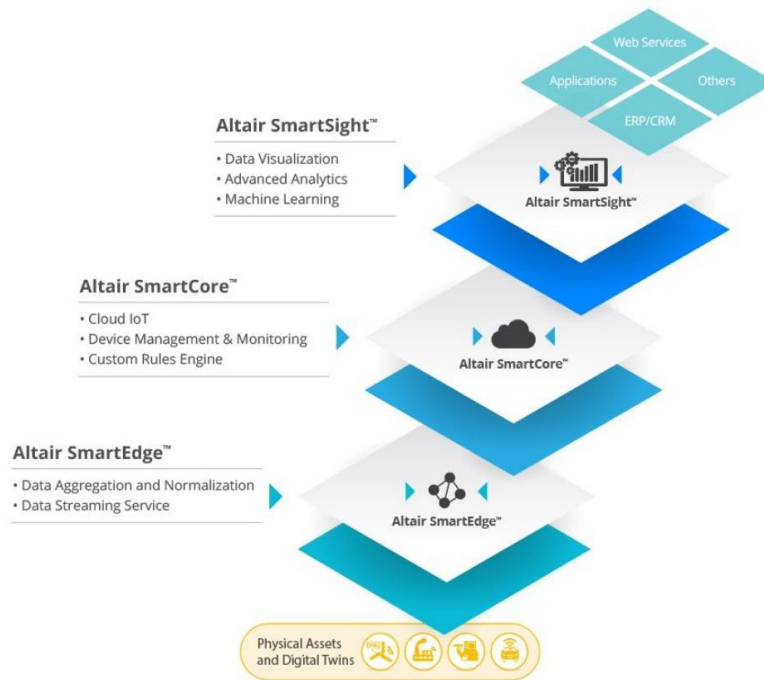 Web Services
Applications
Others
ERP/CRM
Altair SmartSight™
• Data Visualization
• Advanced Analytics
• Machine Learning
Altair SmartSight™
Altair SmartCore™
• Cloud IoT
• Device Management & Monitoring
• Custom Rules Engine
Altair SmartCore™
Altair SmartEdge™
• Data Aggregation and Normalization
• Data Streaming Service
Altair SmartEdge™
Physical Assets
and Digital Twins